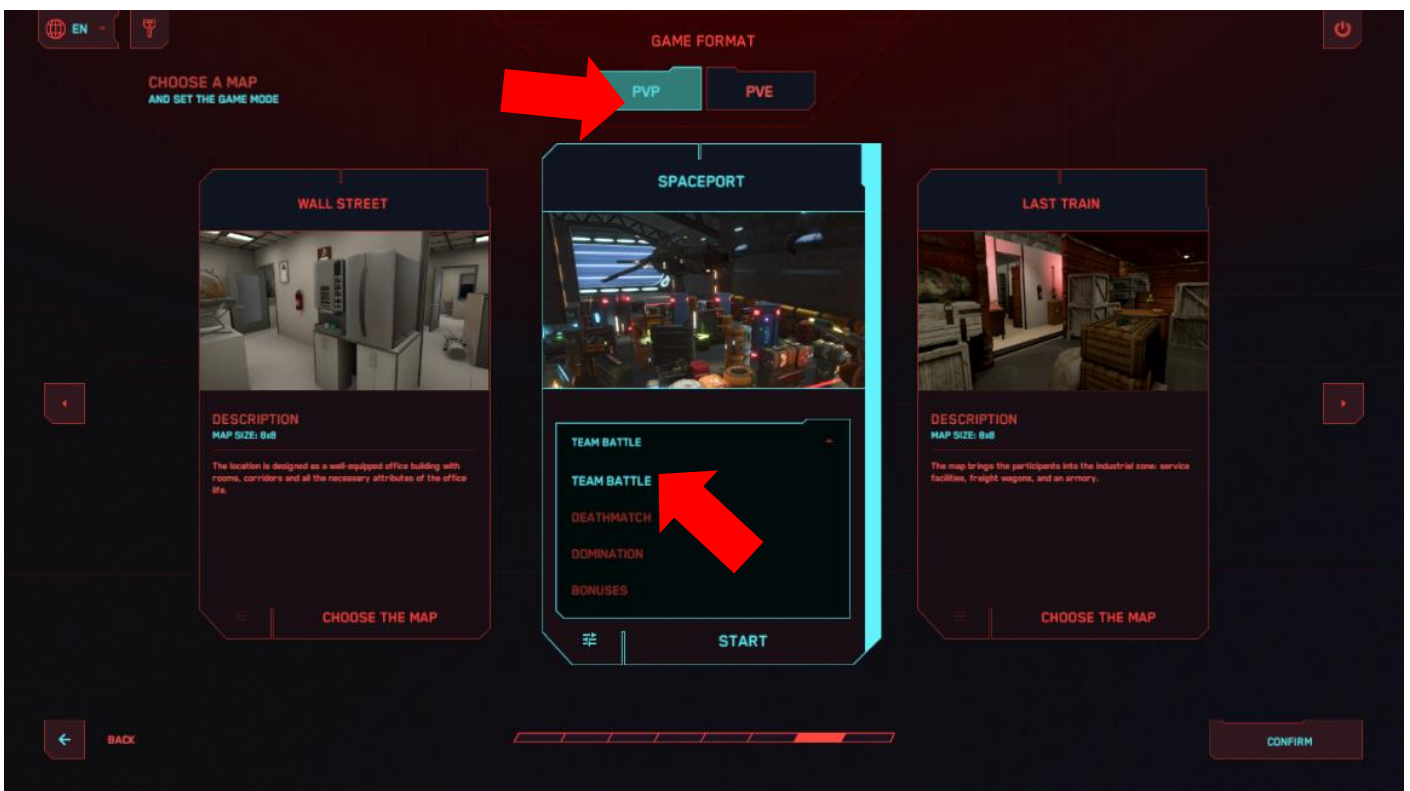 EN
GAME FORMAT
CHOOSE A MAP
AND SET THE GAME MODE
PVP
PVE
WALL STREET
SPACEPORT
LAST TRAIN
DESCRIPTION
MAP SIZE: 8x8
The location is designed as a well-equipped office building with
rooms, corridors and all the necessary attributes of the office
life.
CHOOSE THE MAP
TEAM BATTLE
TEAM BATTLE
DEATHMATCH
DOMINATION
BONUSES
START
DESCRIPTION
MAP SIZE: 8x8
The map brings the participants into the industrial zone: service
facilities, freight wagons, and an armory.
CHOOSE THE MAP
BACK
CONFIRM